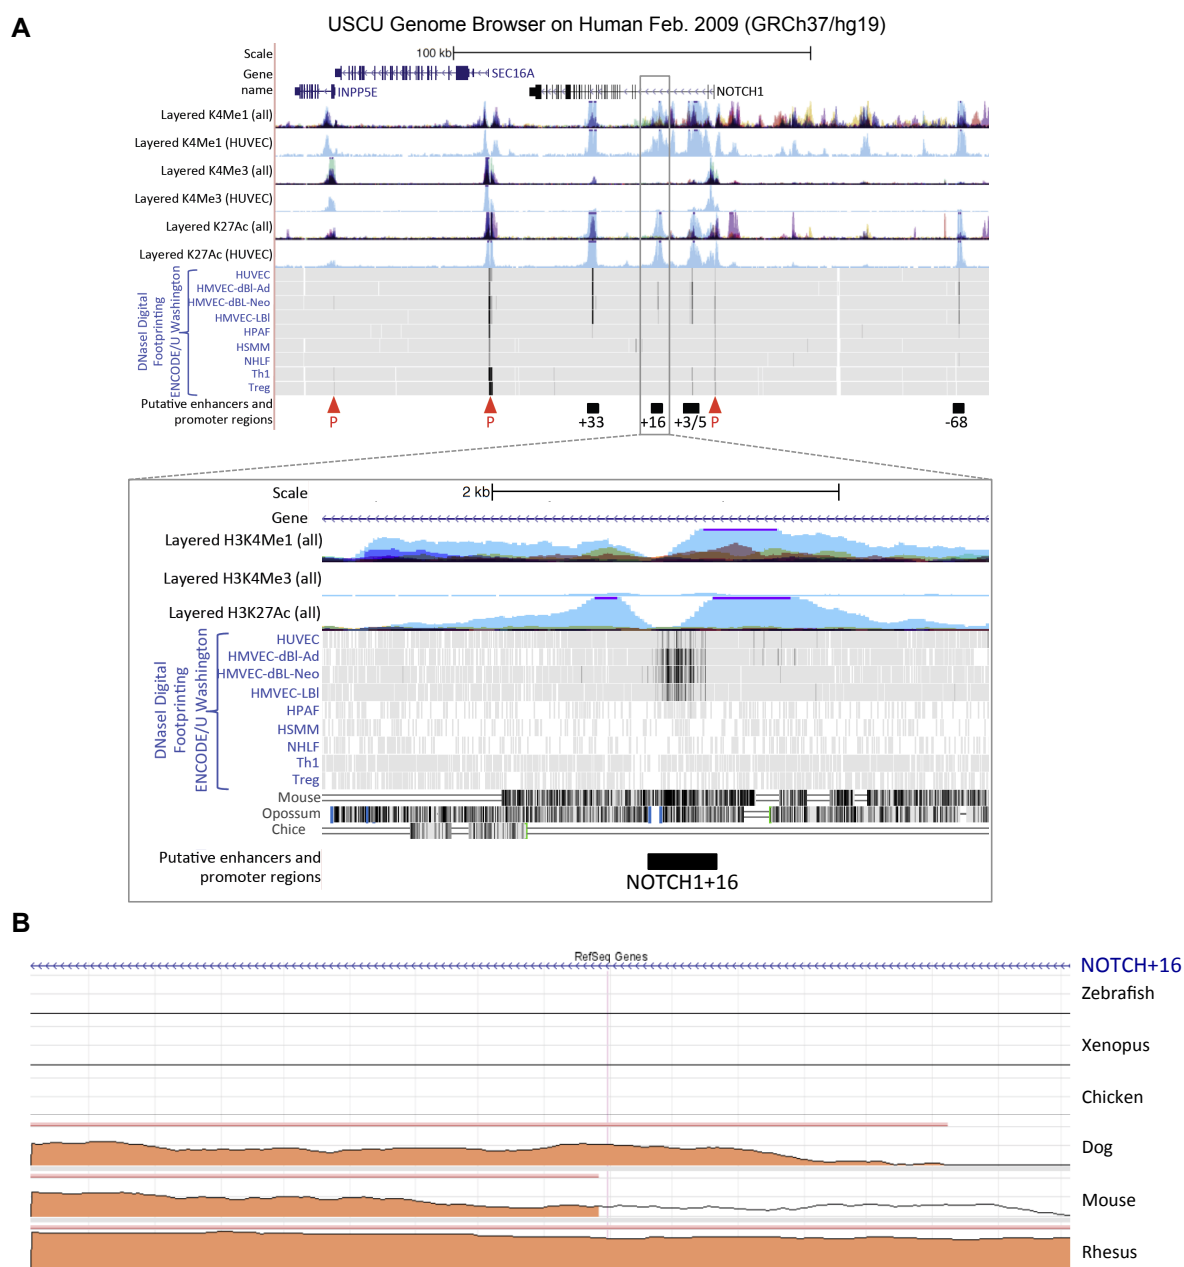 A
USCU Genome Browser on Human Feb. 2009 (GRCh37/hg19)
Scale
100 kb
Gene
name
SEC16A
INPP5E
NOTCH1
Layered K4Me1 (all)
Layered K4Me1 (HUVEC)
Layered K4Me3 (all)
Layered K4Me3 (HUVEC)
Layered K27Ac (all)
Layered K27Ac (HUVEC)
DNaseI Digital
Footprinting
ENCODE/U Washington
HUVEC
HMVEC-dBl-Ad
HMVEC-dBL-Neo
HMVEC-LBl
HPAF
HSMM
NHLF
Th1
Treg
Putative enhancers and
promoter regions
P P +33 +16 +3/5 P -68
Scale
2 kb
Gene
Layered H3K4Me1 (all)
Layered H3K4Me3 (all)
Layered H3K27Ac (all)
DNaseI Digital
Footprinting
ENCODE/U Washington
HUVEC
HMVEC-dBl-Ad
HMVEC-dBL-Neo
HMVEC-LBl
HPAF
HSMM
NHLF
Th1
Treg
Mouse
Opossum
Chice
Putative enhancers and
promoter regions
NOTCH1+16
B
RefSeq Genes
NOTCH+16
Zebrafish
Xenopus
Chicken
Dog
Mouse
Rhesus